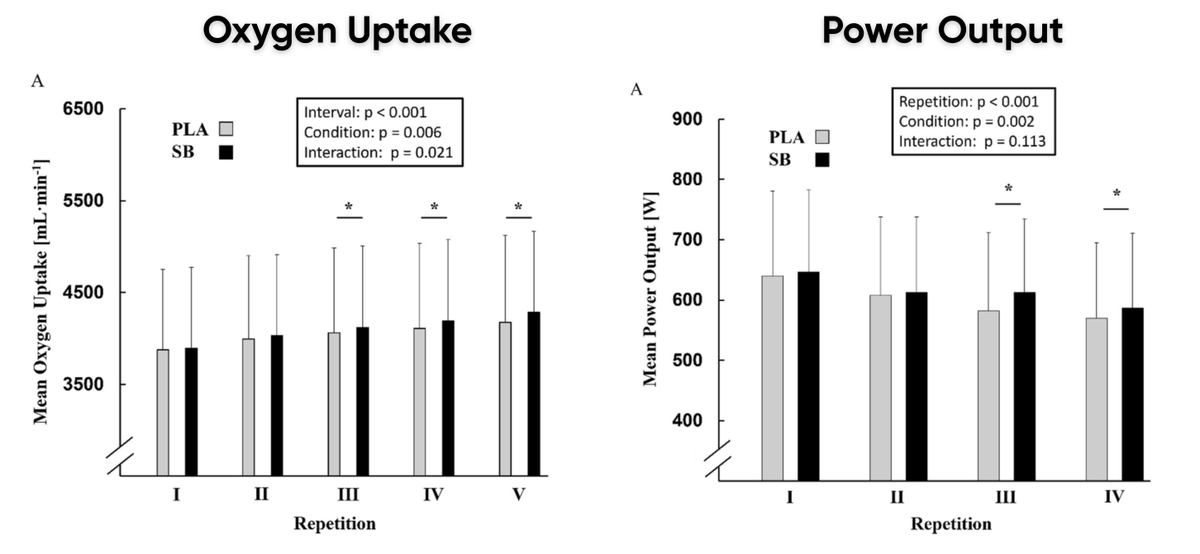 Oxygen Uptake
A
6500
5500
4500
3500
Mean Oxygen Uptake [mL·min⁻¹]
PLA
SB
Interval: p < 0.001
Condition: p = 0.006
Interaction: p = 0.021
*
*
*
I II III IV V
Repetition
Power Output
A
900
800
700
600
500
400
Mean Power Output [W]
PLA
SB
Repetition: p < 0.001
Condition: p = 0.002
Interaction: p = 0.113
*
*
I II III IV
Repetition